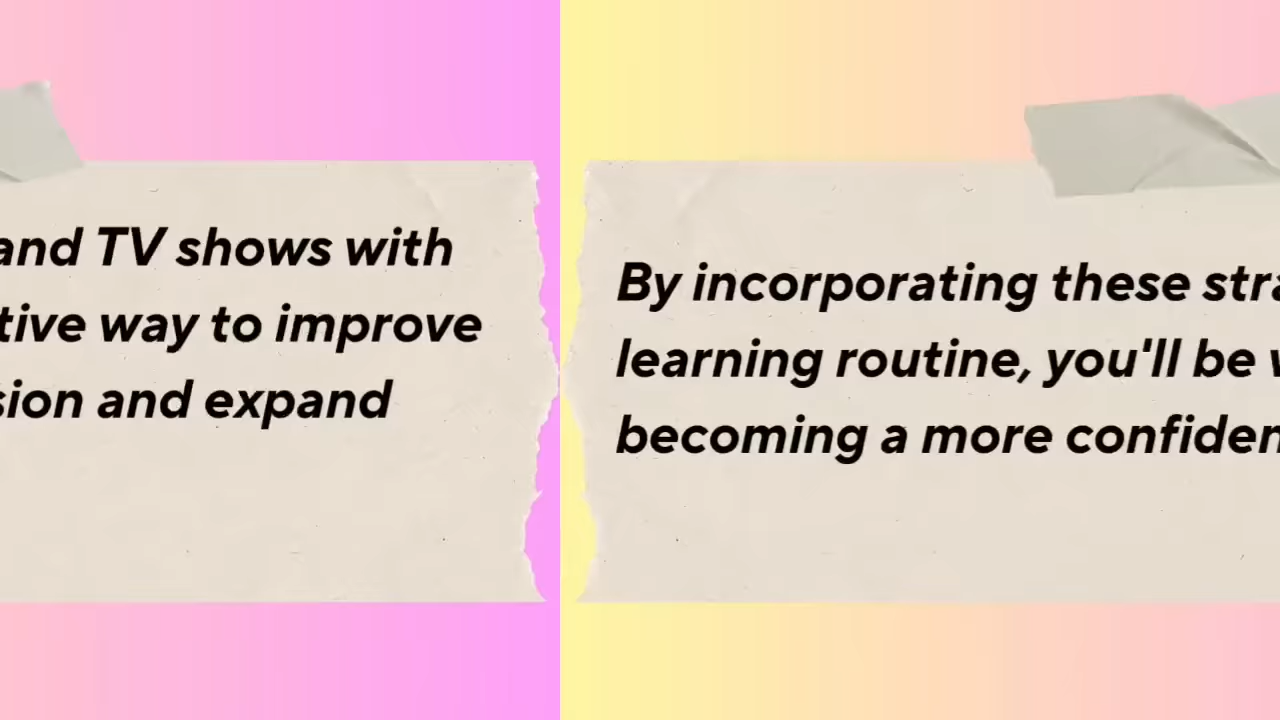 and TV shows with
tive way to improve
sion and expand
By incorporating these stra
learning routine, you'll be
becoming a more confiden